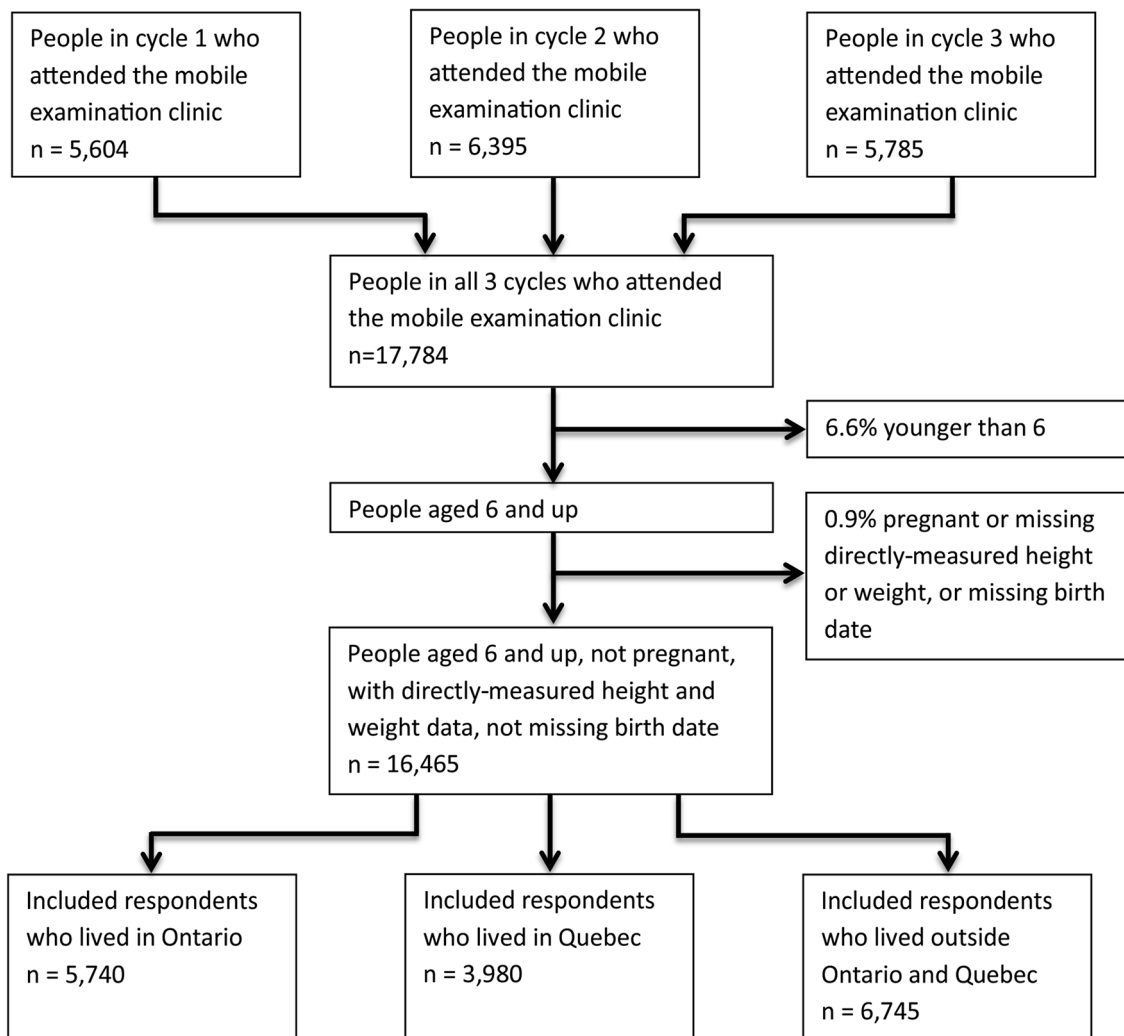 People in cycle 1 who
attended the mobile
examination clinic
n = 5,604
People in cycle 2 who
attended the mobile
examination clinic
n = 6,395
People in cycle 3 who
attended the mobile
examination clinic
n = 5,785
People in all 3 cycles who attended
the mobile examination clinic
n=17,784
6.6% younger than 6
People aged 6 and up
0.9% pregnant or missing
directly-measured height
or weight, or missing birth
date
People aged 6 and up, not pregnant,
with directly-measured height and
weight data, not missing birth date
n = 16,465
Included respondents
who lived in Ontario
n = 5,740
Included respondents
who lived in Quebec
n = 3,980
Included respondents
who lived outside
Ontario and Quebec
n = 6,745